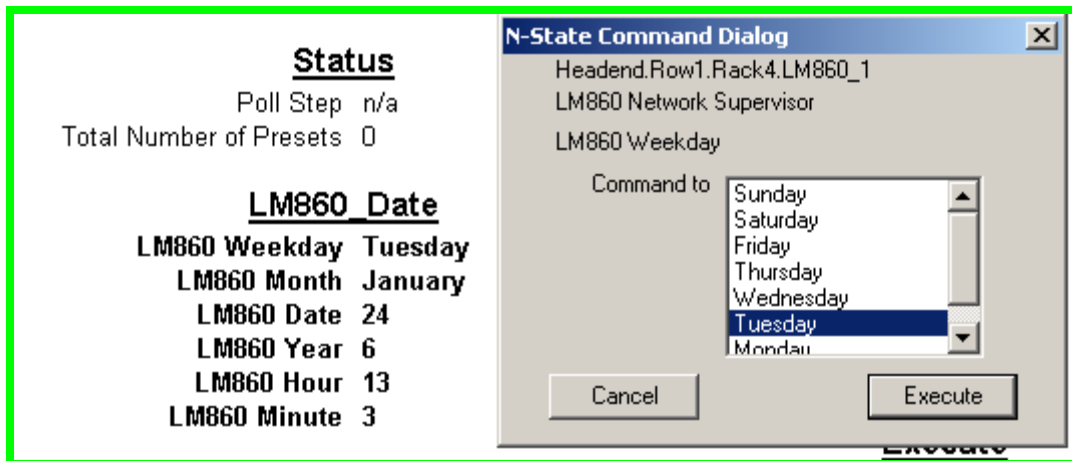 Status
Poll Step n/a
Total Number of Presets 0
LM860_Date
LM860 Weekday Tuesday
LM860 Month January
LM860 Date 24
LM860 Year 6
LM860 Hour 13
LM860 Minute 3
N-State Command Dialog
Headend.Row1.Rack4.LM860_1
LM860 Network Supervisor
LM860 Weekday
Command to
Sunday
Saturday
Friday
Thursday
Wednesday
Tuesday
Monday
Cancel Execute
Execute